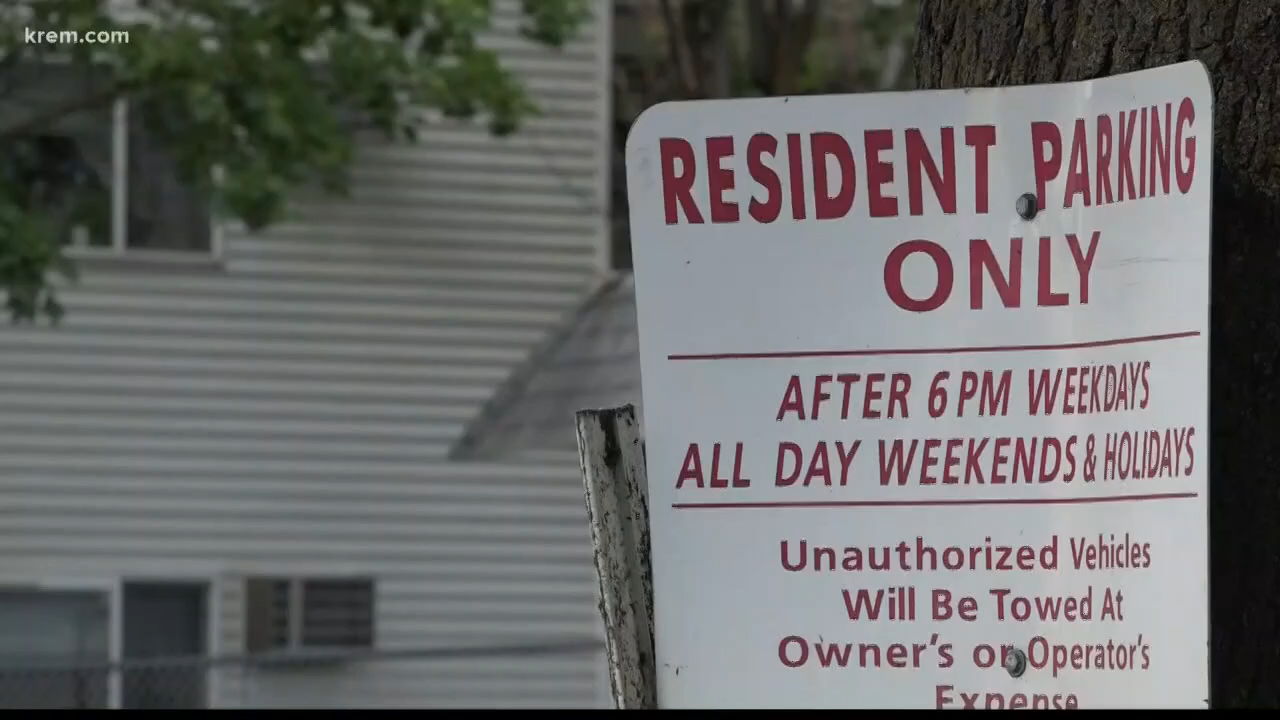 krem.com
RESIDENT PARKING
ONLY
AFTER 6 PM WEEKDAYS
ALL DAY WEEKENDS & HOLIDAYS
Unauthorized Vehicles
Will Be Towed At
Owner's or Operator's
Expense